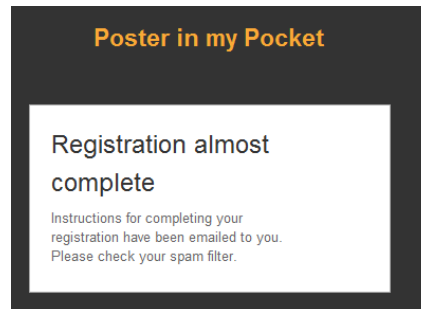 Poster in my Pocket
Registration almost
complete
Instructions for completing your
registration have been emailed to you.
Please check your spam filter.